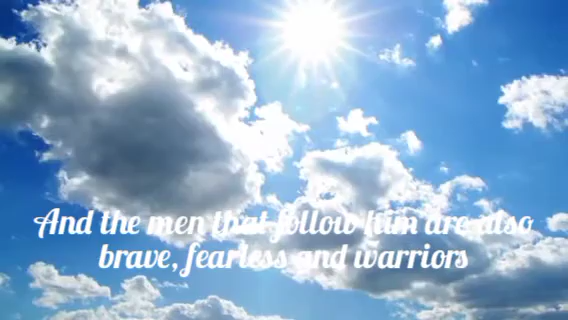 And the men that follow him are also
brave, fearless and warriors